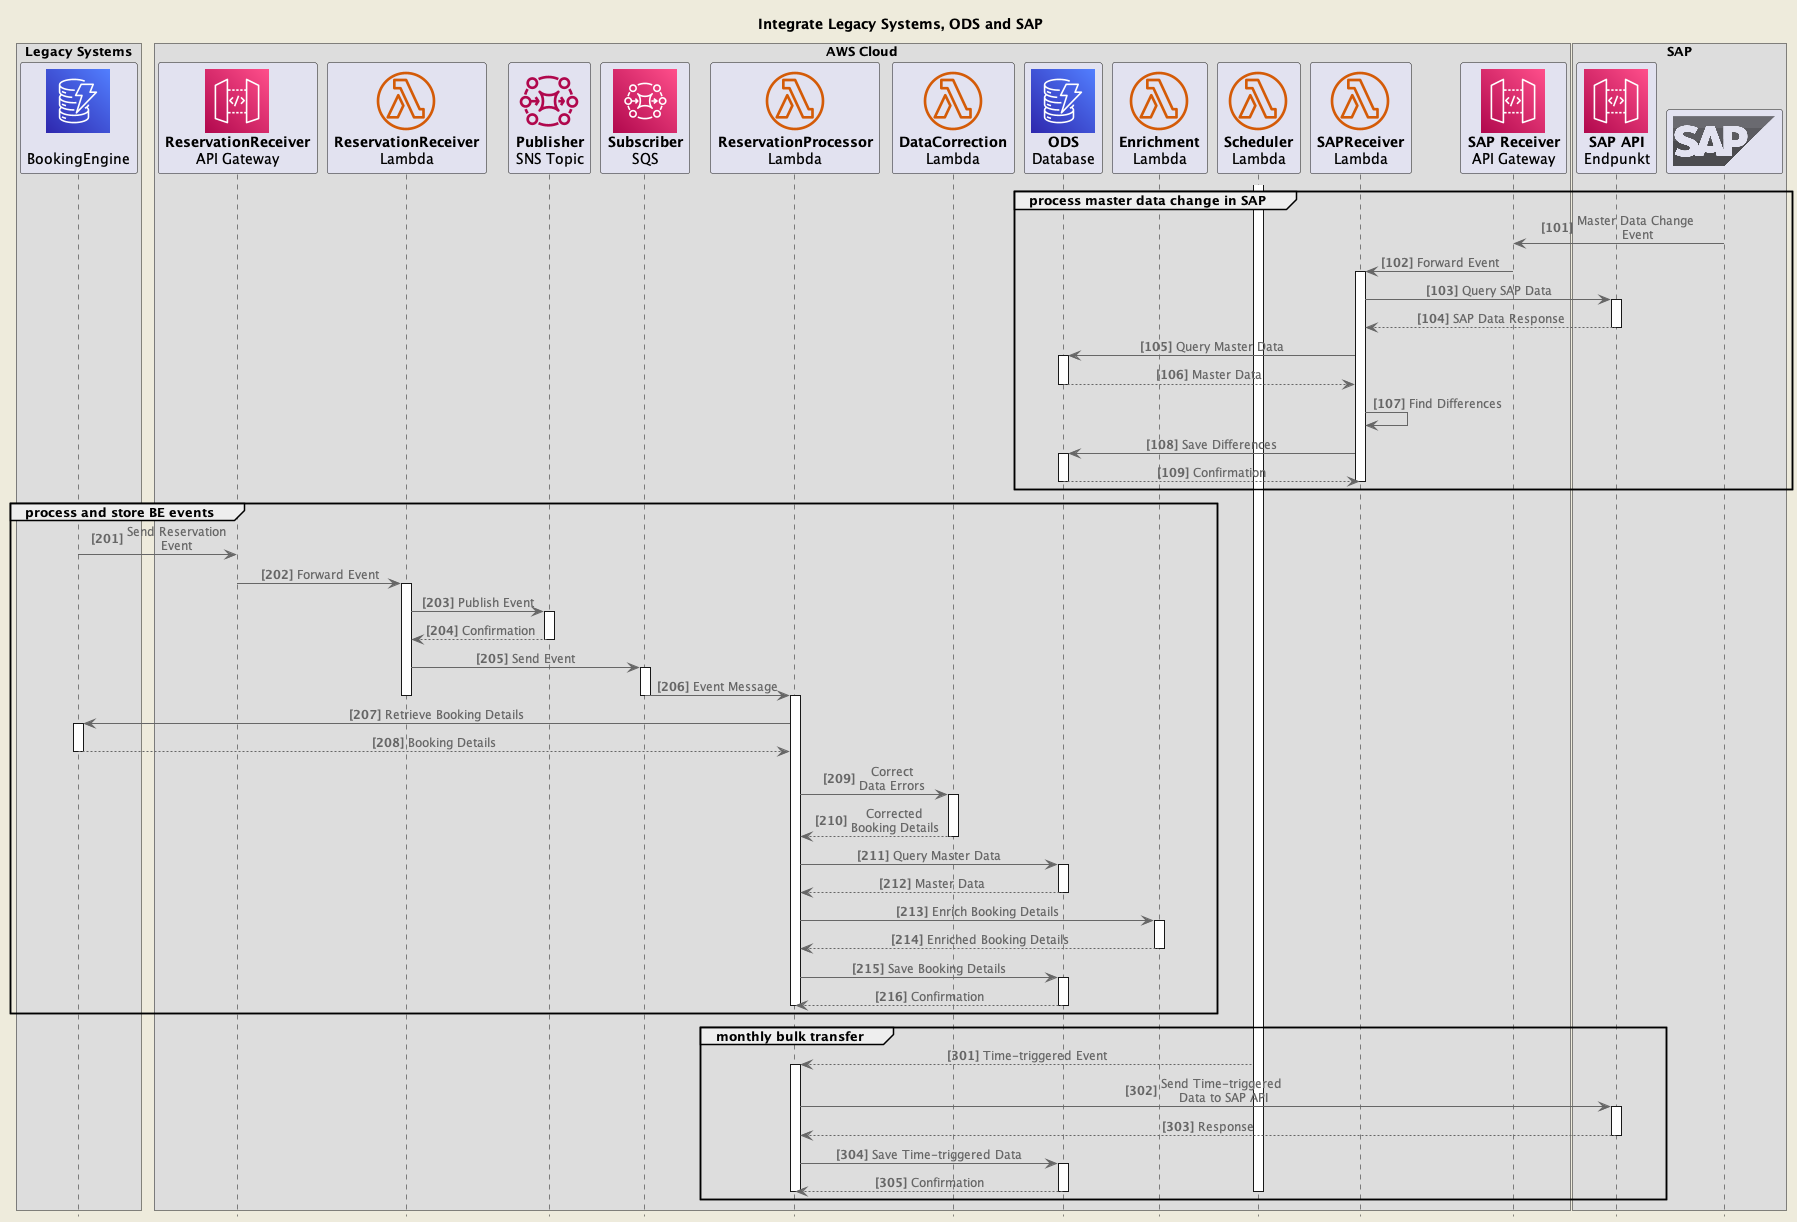 Integrate Legacy Systems, ODS and SAP
Legacy Systems
AWS Cloud
SAP
BookingEngine
ReservationReceiver
API Gateway
ReservationReceiver
Lambda
Publisher
SNS Topic
Subscriber
SQS
ReservationProcessor
Lambda
DataCorrection
Lambda
ODS
Database
Enrichment
Lambda
Scheduler
Lambda
SAPReceiver
Lambda
SAP Receiver
API Gateway
SAP API
Endpunkt
SAP
process master data change in SAP
[101] Master Data Change
Event
[102] Forward Event
[103] Query SAP Data
[104] SAP Data Response
[105] Query Master Data
[106] Master Data
[107] Find Differences
[108] Save Differences
[109] Confirmation
process and store BE events
[201] Send Reservation
Event
[202] Forward Event
[203] Publish Event
[204] Confirmation
[205] Send Event
[206] Event Message
[207] Retrieve Booking Details
[208] Booking Details
[209] Correct
Data Errors
[210] Corrected
Booking Details
[211] Query Master Data
[212] Master Data
[213] Enrich Booking Details
[214] Enriched Booking Details
[215] Save Booking Details
[216] Confirmation
monthly bulk transfer
[301] Time-triggered Event
[302] Send Time-triggered
Data to SAP API
[303] Response
[304] Save Time-triggered Data
[305] Confirmation